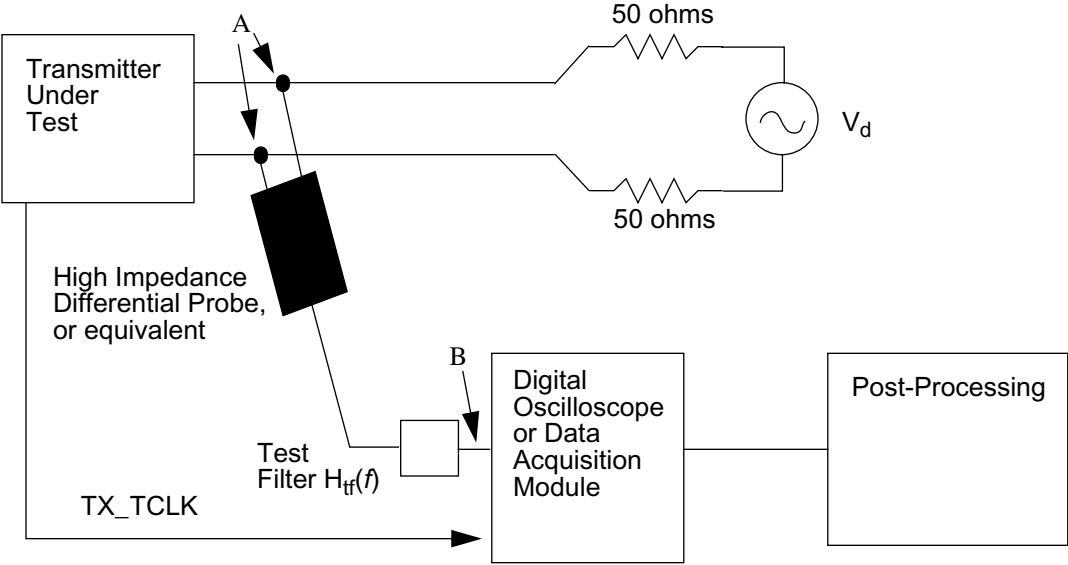 50 ohms
A
Transmitter
Under
Test
V_d
50 ohms
High Impedance
Differential Probe,
or equivalent
B
Digital
Oscilloscope
or Data
Acquisition
Module
Post-Processing
Test
Filter H_tf(f)
TX_TCLK